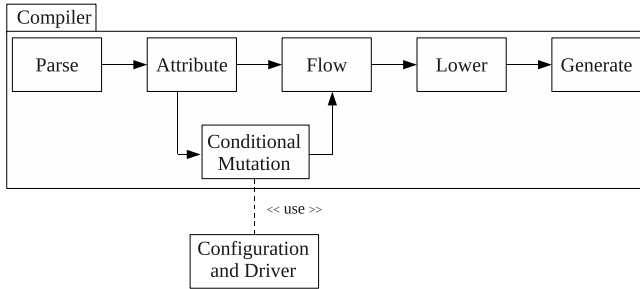 Compiler
Parse
Attribute
Flow
Lower
Generate
Conditional
Mutation
<< use >>
Configuration
and Driver